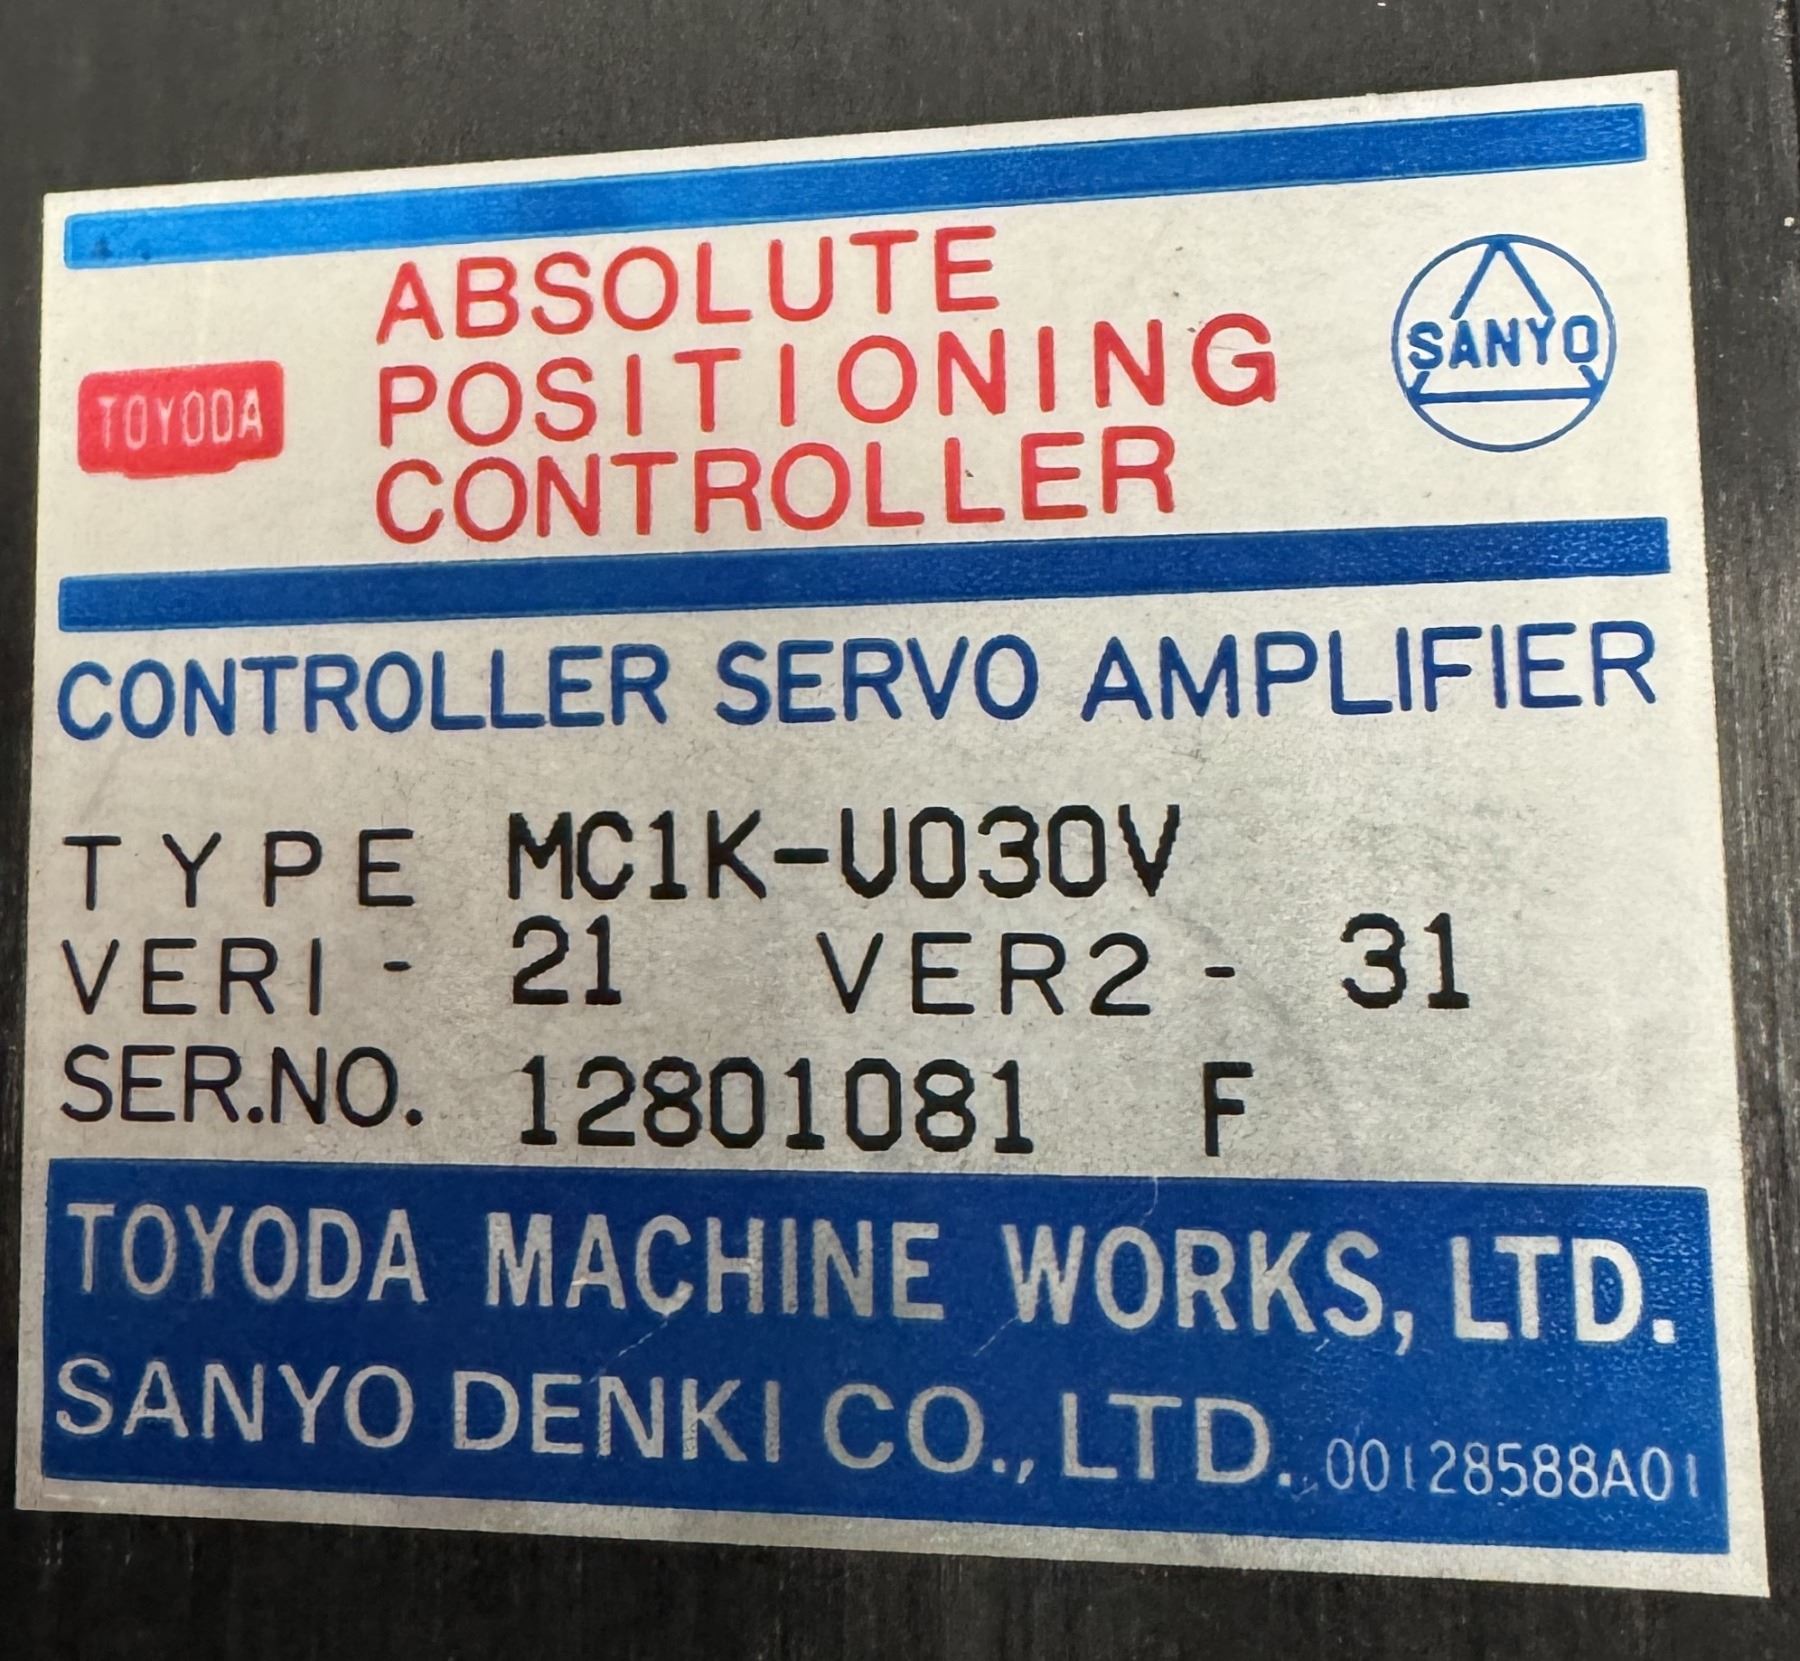 ABSOLUTE
POSITIONING
CONTROLLER
TOYODA
SANYO
CONTROLLER SERVO AMPLIFIER
TYPE MC1K-U030V
VER1 - 21 VER2 - 31
SER.NO. 12801081 F
TOYODA MACHINE WORKS, LTD.
SANYO DENKI CO., LTD. 00128588A01